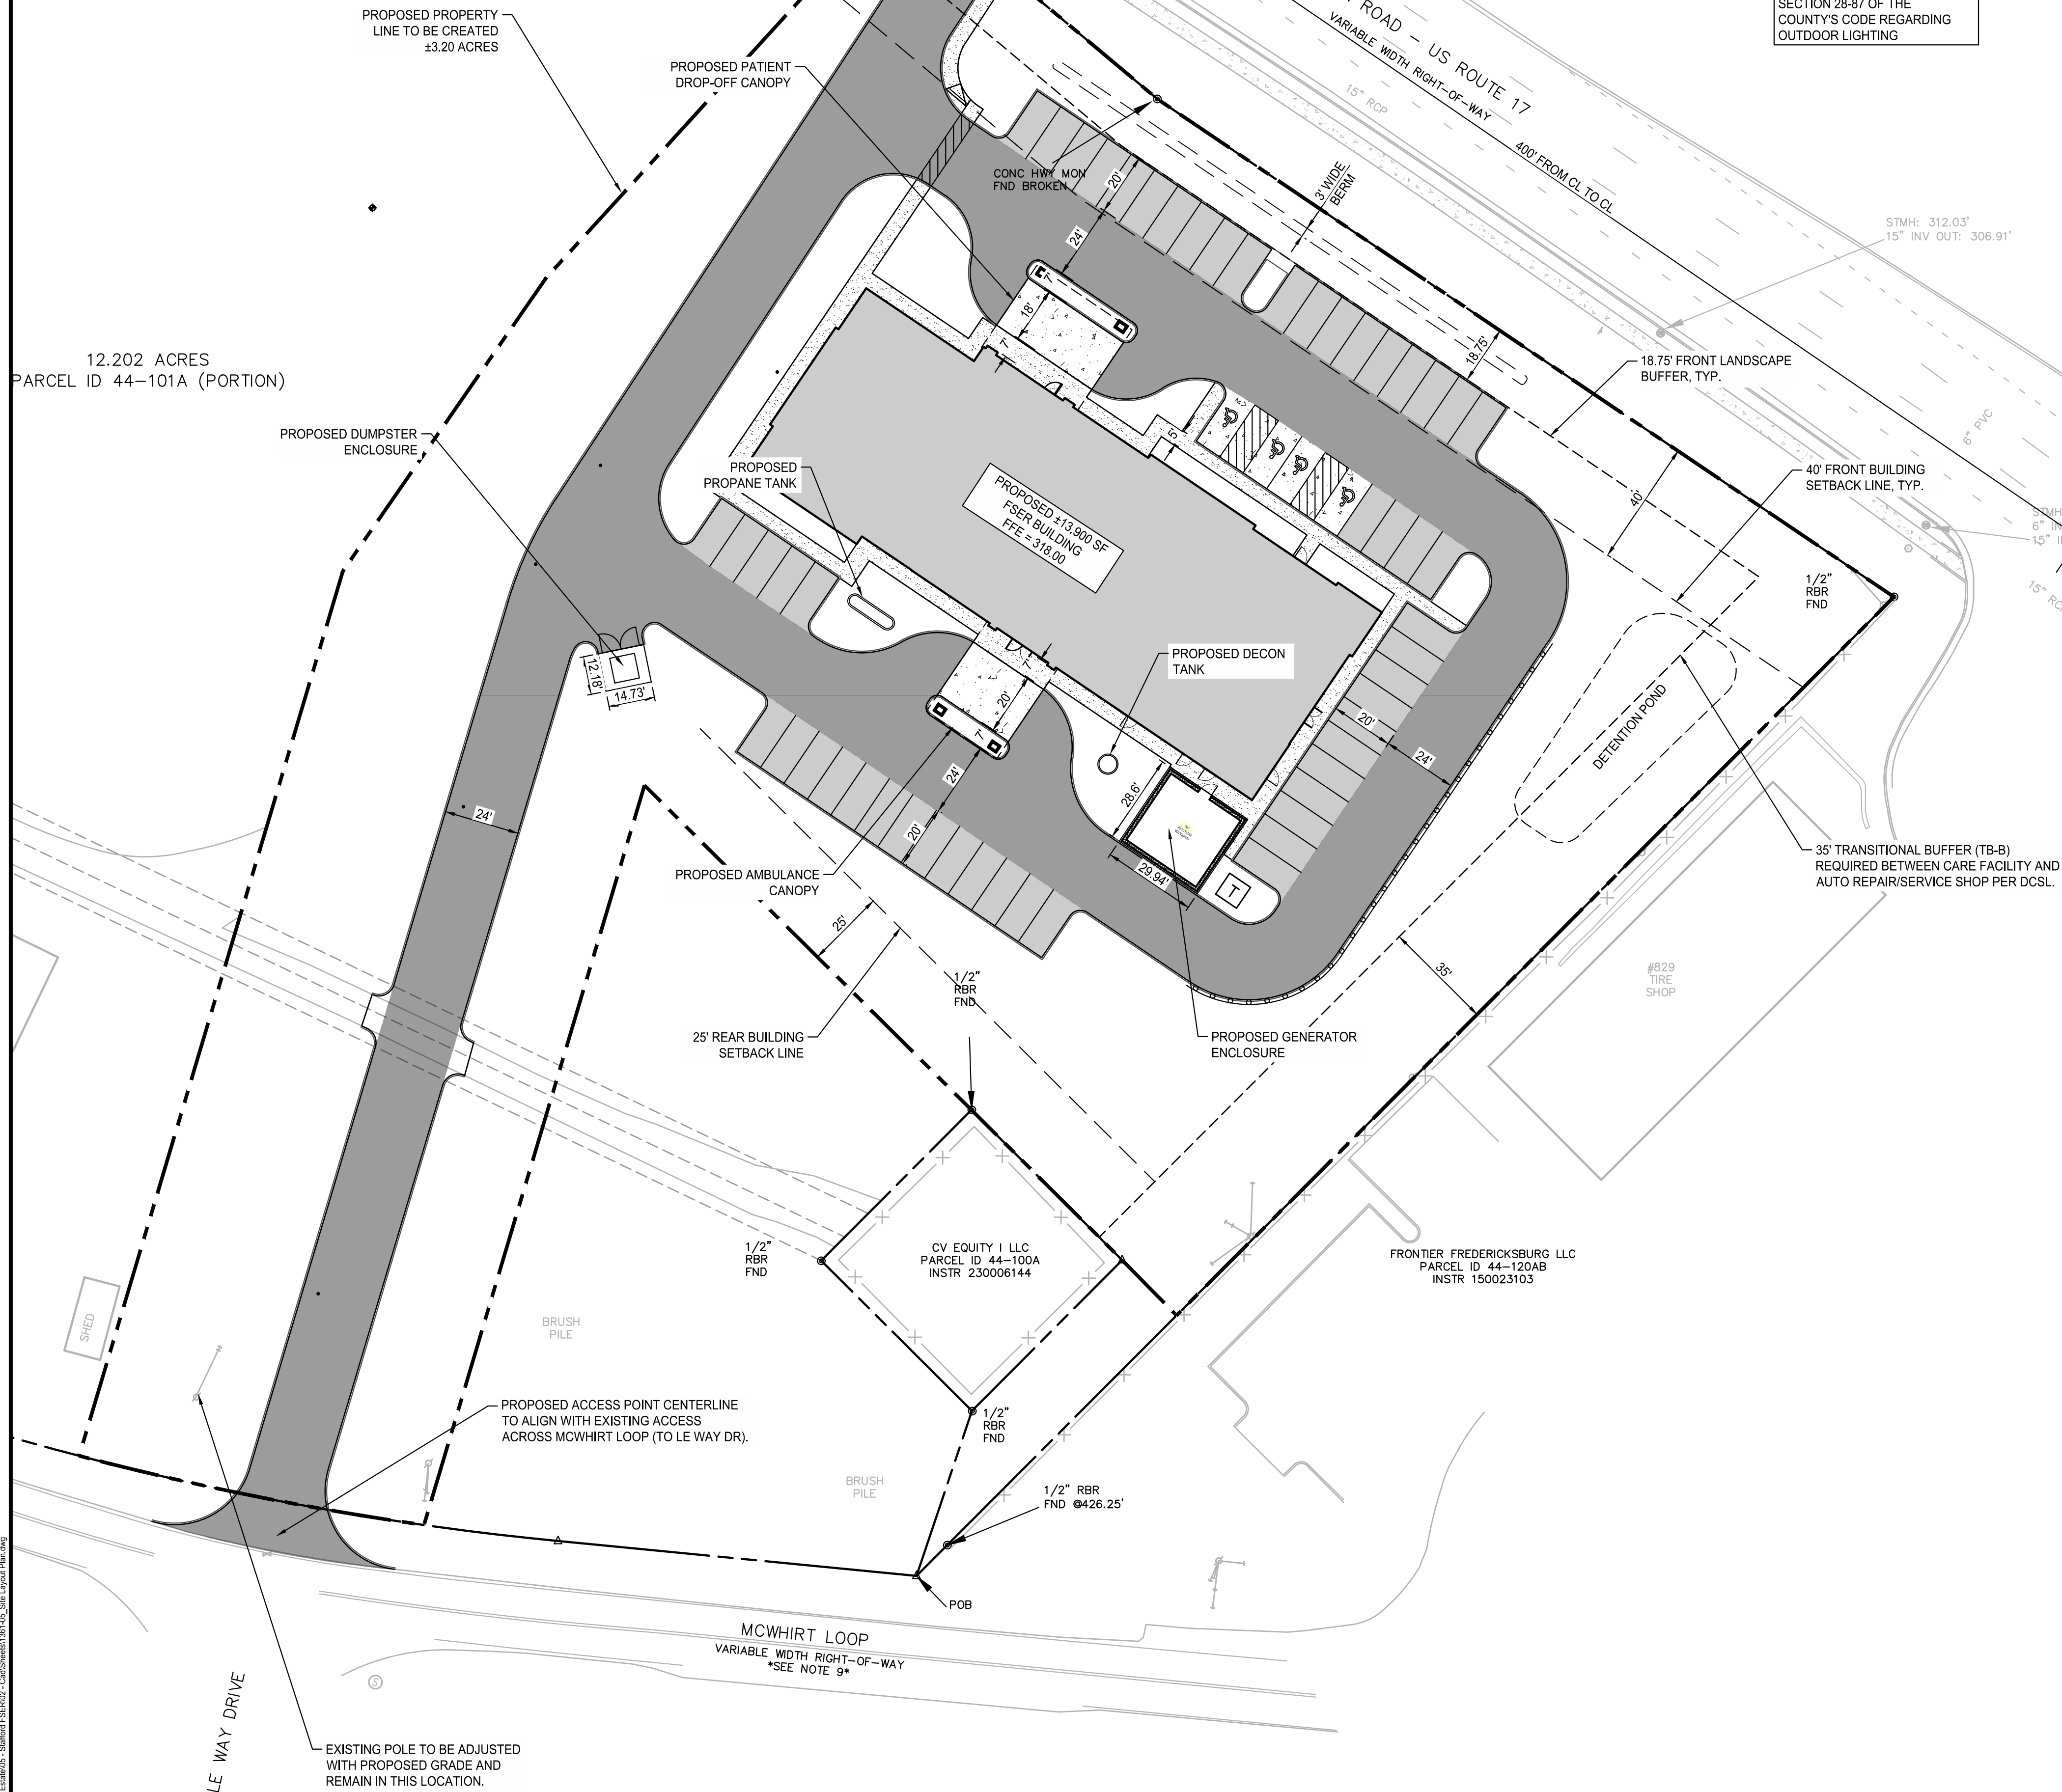 SECTION 28-87 OF THE
COUNTY'S CODE REGARDING
OUTDOOR LIGHTING
PROPOSED PROPERTY
LINE TO BE CREATED
±3.20 ACRES
PROPOSED PATIENT
DROP-OFF CANOPY
ROAD - US ROUTE 17
VARIABLE WIDTH RIGHT-OF-WAY
15" RCP
400' FROM CL TO CL
CONC HWY MON
FND BROKEN
20'
24'
3' WIDE
BERM
STMH: 312.03'
15" INV OUT: 306.91'
18'
7'
7'
18.75'
12.202 ACRES
PARCEL ID 44-101A (PORTION)
18.75' FRONT LANDSCAPE
BUFFER, TYP.
6" PVC
5'
PROPOSED DUMPSTER
ENCLOSURE
PROPOSED
PROPANE TANK
PROPOSED ±13,900 SF
FSER BUILDING
FFE = 318.00
40' FRONT BUILDING
SETBACK LINE, TYP.
40'
STMH
1/2"
RBR
FND
PROPOSED DECON
TANK
12.18'
14.73'
7'
20'
7'
24'
20'
20'
24'
DETENTION POND
28.6'
29.94'
T
24'
35' TRANSITIONAL BUFFER (TB-B)
REQUIRED BETWEEN CARE FACILITY AND
AUTO REPAIR/SERVICE SHOP PER DCSL.
PROPOSED AMBULANCE
CANOPY
25'
35'
#829
TIRE
SHOP
1/2"
RBR
FND
25' REAR BUILDING
SETBACK LINE
PROPOSED GENERATOR
ENCLOSURE
1/2"
RBR
FND
CV EQUITY I LLC
PARCEL ID 44-100A
INSTR 230006144
FRONTIER FREDERICKSBURG LLC
PARCEL ID 44-120AB
INSTR 150023103
SHED
BRUSH
PILE
PROPOSED ACCESS POINT CENTERLINE
TO ALIGN WITH EXISTING ACCESS
ACROSS MCWHIRT LOOP (TO LE WAY DR).
1/2"
RBR
FND
BRUSH
PILE
1/2" RBR
FND @426.25'
POB
MCWHIRT LOOP
VARIABLE WIDTH RIGHT-OF-WAY
*SEE NOTE 9*
S
LE WAY DRIVE
EXISTING POLE TO BE ADJUSTED
WITH PROPOSED GRADE AND
REMAIN IN THIS LOCATION.